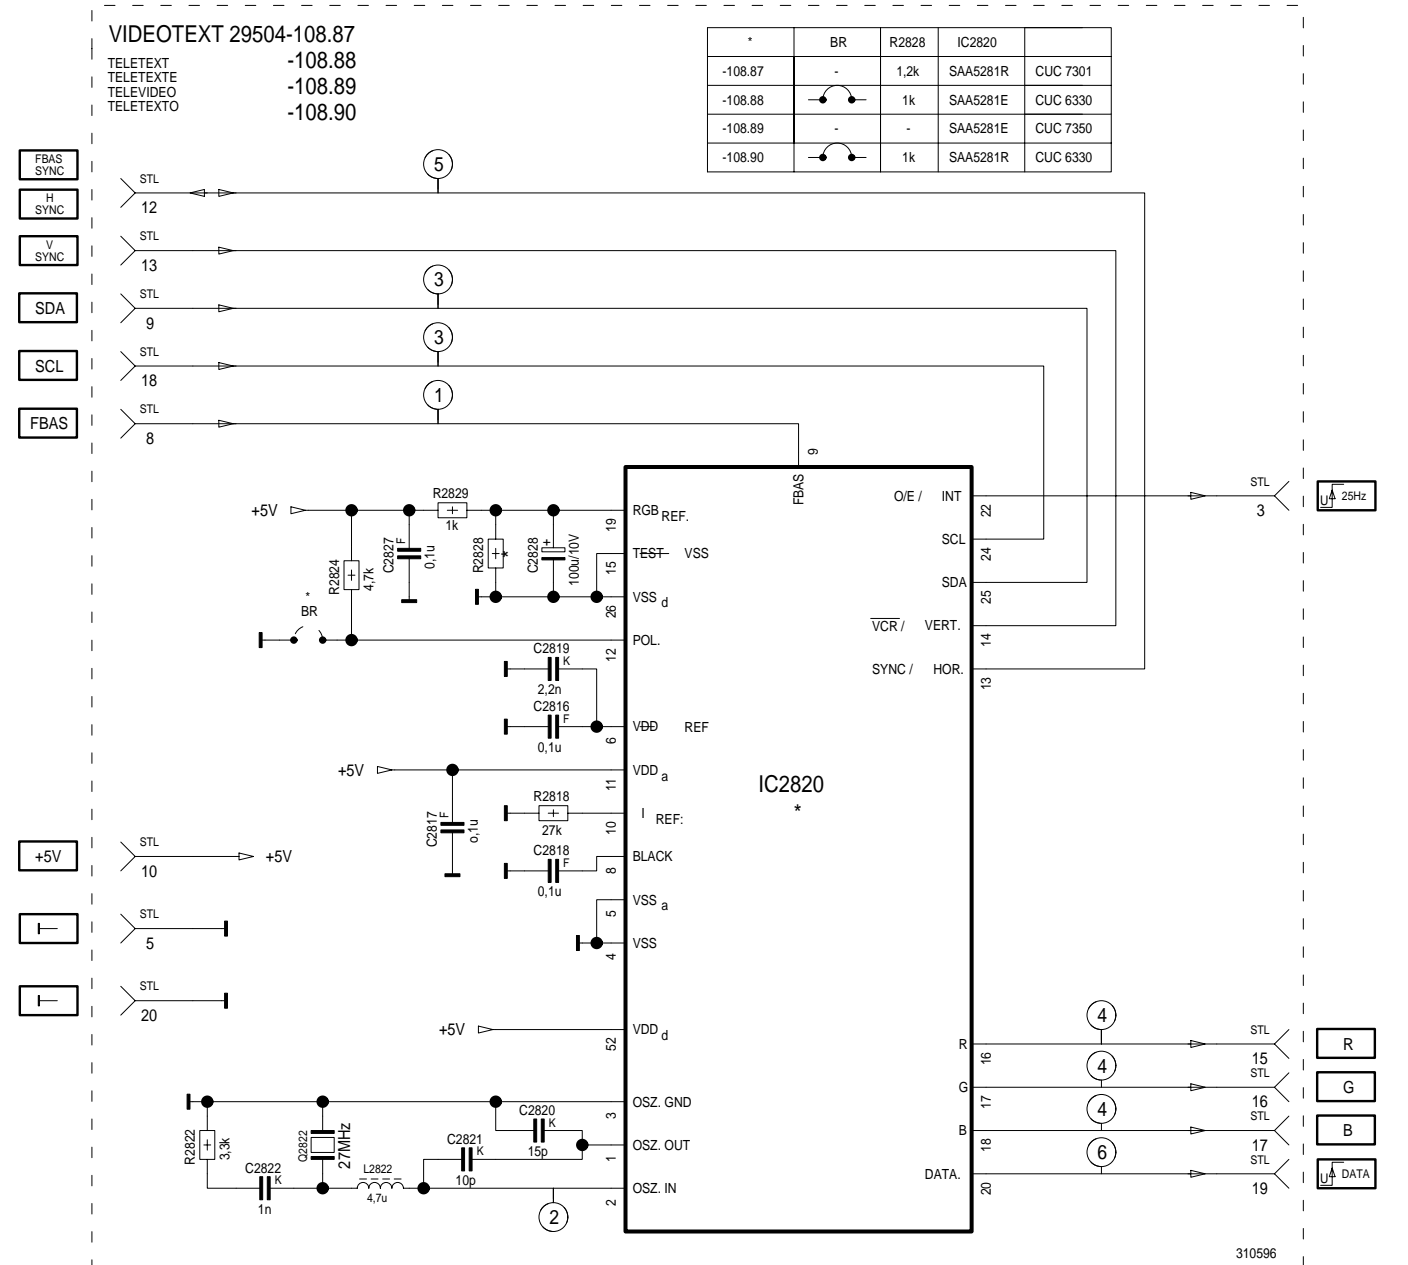 VIDEOTEXT 29504-108.87
TELETEXT -108.88
TELETEXTE -108.89
TELEVIDEO
TELETEXTO -108.90
* BR R2828 IC2820
-108.87 - 1,2k SAA5281R CUC 7301
-108.88 1k SAA5281E CUC 6330
-108.89 - - SAA5281E CUC 7350
-108.90 1k SAA5281R CUC 6330
FBAS SYNC
H SYNC
STL 12
5
V SYNC
STL 13
SDA
STL 9
3
SCL
STL 18
3
FBAS
STL 8
1
9
FBAS
+5V
R2829
1k
C2827
F
0,1u
R2824
4,7k
R2828
*
C2828
+
100u/10V
*
BR
19
RGB REF.
15
TEST VSS
26
VSS d
12
POL.
C2819
K
2,2n
C2816
F
0,1u
6
VDD REF
+5V
11
VDD a
C2817
F
0,1u
R2818
27k
10
I REF:
C2818
F
0,1u
8
BLACK
5
VSS a
4
VSS
+5V
52
VDD d
O/E / INT
22
STL
3
U 25Hz
SCL
24
SDA
25
VCR / VERT.
14
SYNC / HOR.
13
IC2820
*
+5V
STL
10
+5V
STL
5
STL
20
R2822
3,3k
C2822
K
1n
Q2822
27MHz
L2822
4,7u
C2821
K
10p
C2820
K
15p
2
3
OSZ. GND
1
OSZ. OUT
2
OSZ. IN
R
16
4
STL
15
R
G
17
4
STL
16
G
B
18
4
STL
17
B
DATA.
20
6
STL
19
U DATA
310596